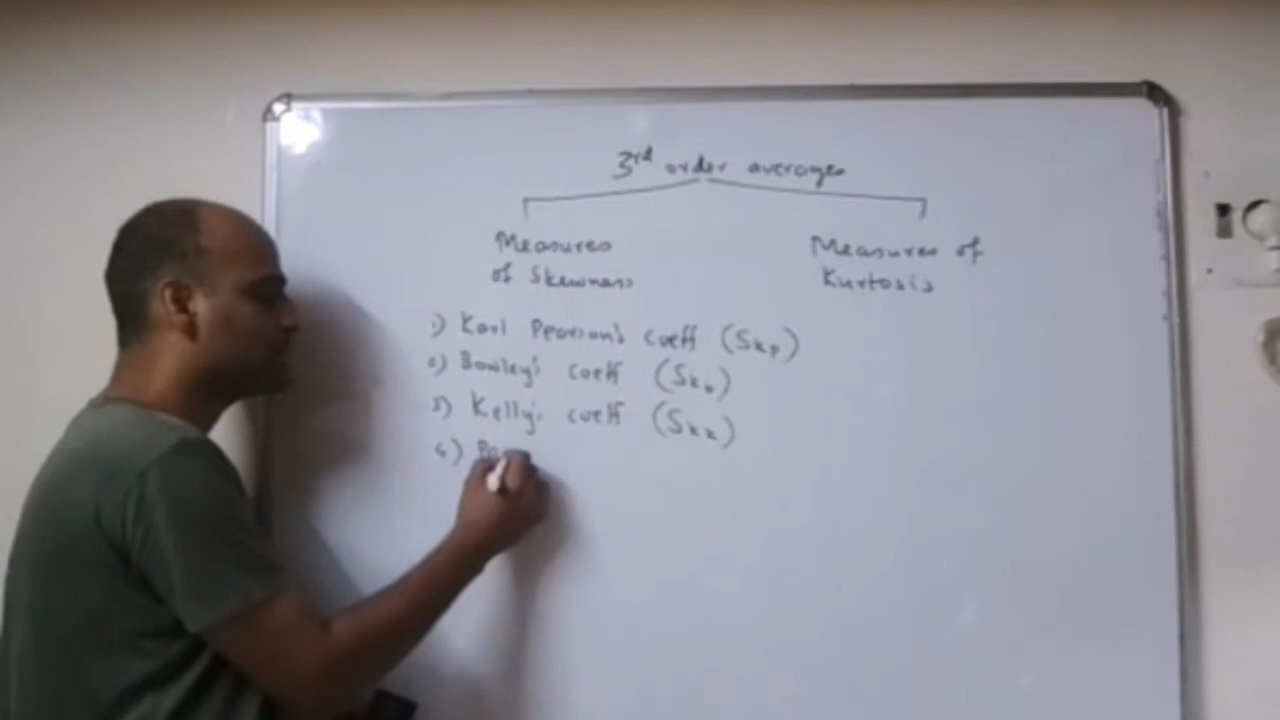 3rd order averages
Measures
of Skewness
Measures of
Kurtosis
1) Karl Pearson's coeff (Skp)
2) Bowley's coeff (Skb)
3) Kelly's coeff (Skk)
4)